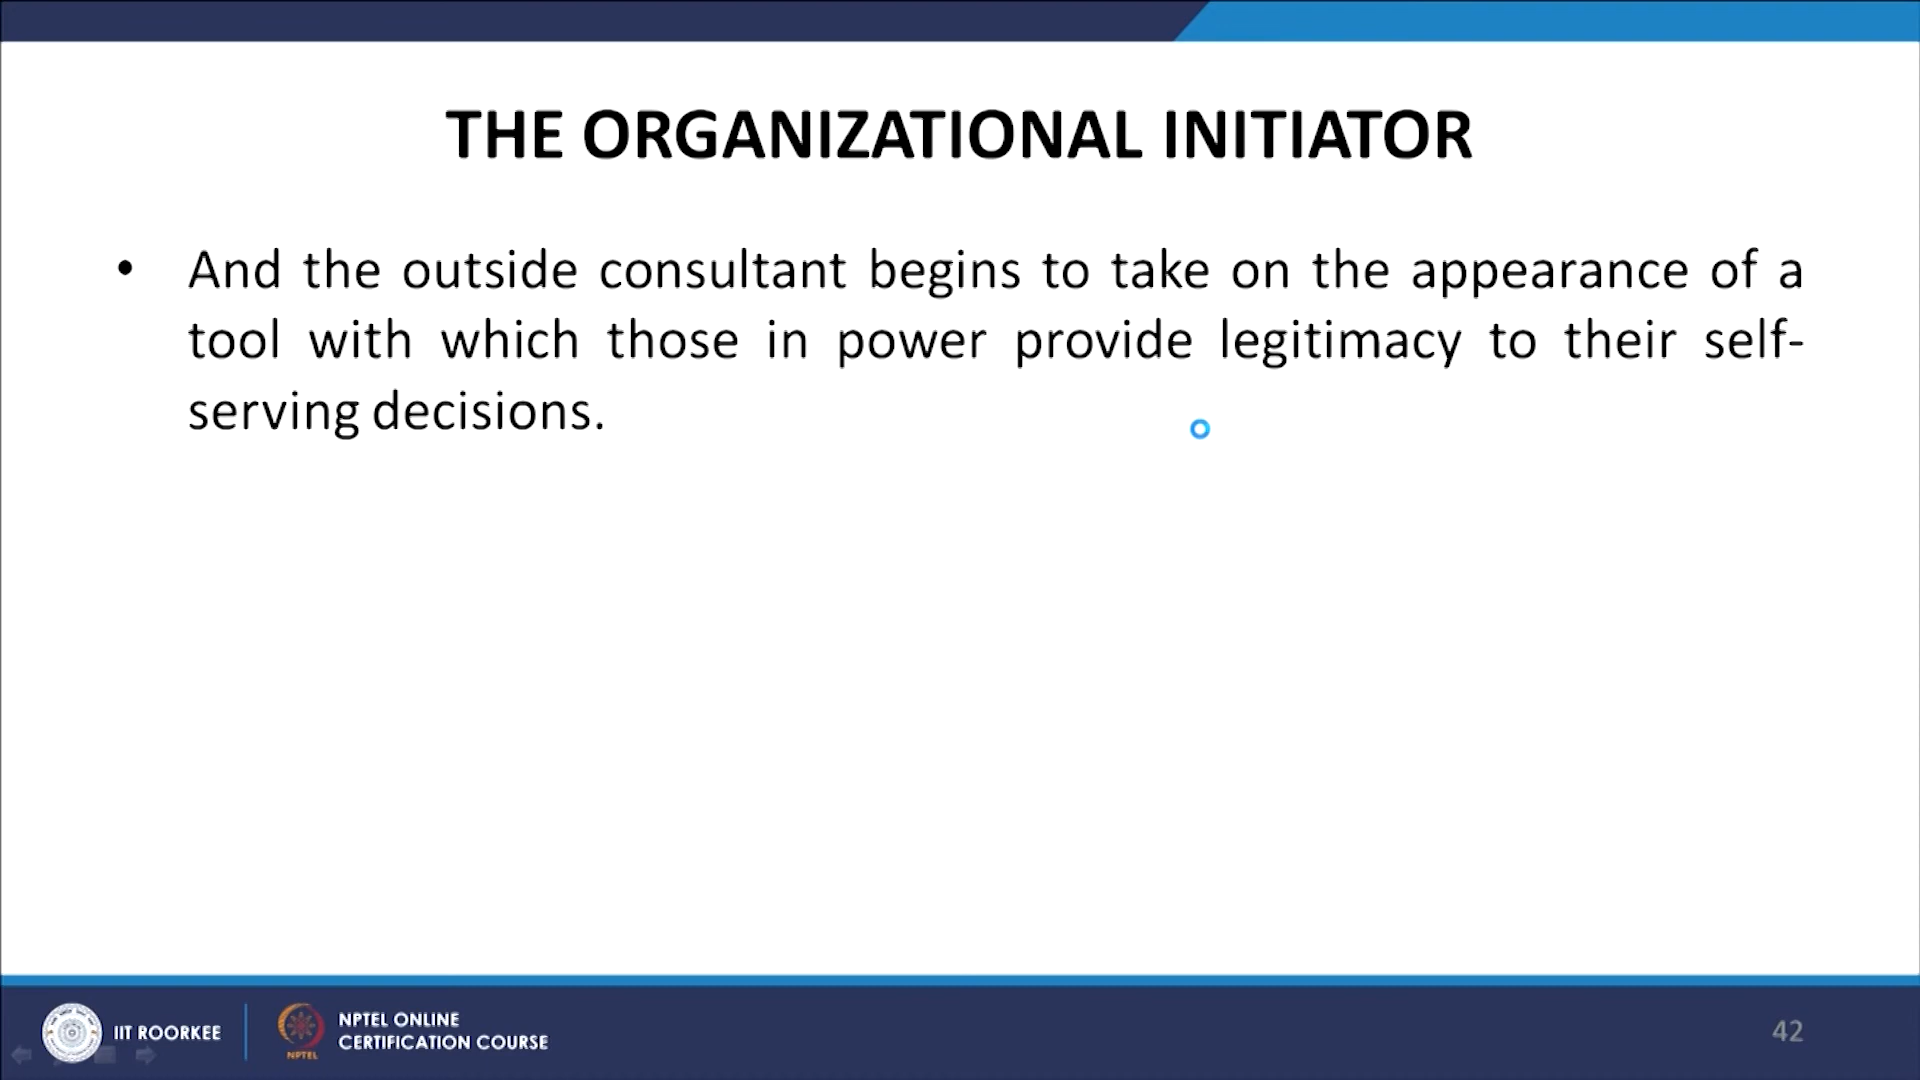 THE ORGANIZATIONAL INITIATOR
• And the outside consultant begins to take on the appearance of a
tool with which those in power provide legitimacy to their self-
serving decisions.
IIT ROORKEE
NPTEL
NPTEL ONLINE
CERTIFICATION COURSE
42